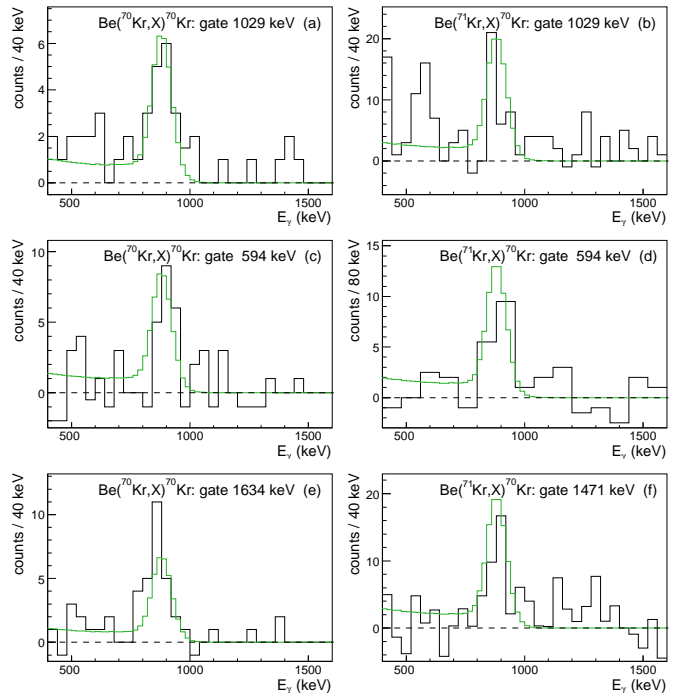 Be(⁷⁰Kr,X)⁷⁰Kr: gate 1029 keV (a)
counts / 40 keV
6
4
2
0
500 1000 1500
Eγ (keV)
Be(⁷¹Kr,X)⁷⁰Kr: gate 1029 keV (b)
counts / 40 keV
20
10
0
500 1000 1500
Eγ (keV)
Be(⁷⁰Kr,X)⁷⁰Kr: gate 594 keV (c)
counts / 40 keV
10
5
0
500 1000 1500
Eγ (keV)
Be(⁷¹Kr,X)⁷⁰Kr: gate 594 keV (d)
counts / 80 keV
15
10
5
0
500 1000 1500
Eγ (keV)
Be(⁷⁰Kr,X)⁷⁰Kr: gate 1634 keV (e)
counts / 40 keV
10
5
0
500 1000 1500
Eγ (keV)
Be(⁷¹Kr,X)⁷⁰Kr: gate 1471 keV (f)
counts / 40 keV
20
10
0
500 1000 1500
Eγ (keV)